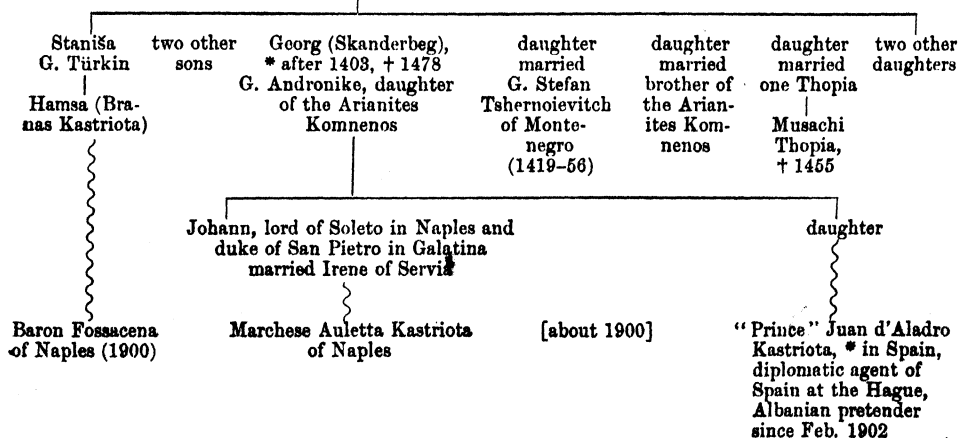 Staniša
G. Türkin
Hamsa (Bra-
nas Kastriota)
two other
sons
Georg (Skanderbeg),
* after 1403, † 1478
G. Andronike, daughter
of the Arianites
Komnenos
daughter
married
G. Stefan
Tshernoievitch
of Monte-
negro
(1419–56)
daughter
married
brother of
the Arian-
ites Kom-
nenos
daughter
married
one Thopia
Musachi
Thopia,
† 1455
two other
daughters
Johann, lord of Soleto in Naples and
duke of San Pietro in Galatina
married Irene of Servia
daughter
Baron Fossacena
of Naples (1900)
Marchese Auletta Kastriota
of Naples
[about 1900]
"Prince" Juan d'Aladro
Kastriota, * in Spain,
diplomatic agent of
Spain at the Hague,
Albanian pretender
since Feb. 1902